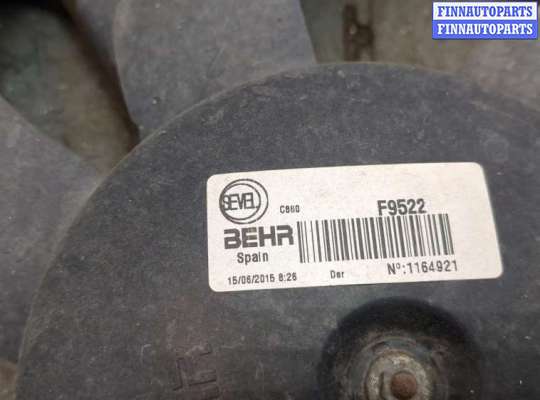 FINNAUTOPARTS
FINNAUTOPARTS
SEVEL
C860
F9522
BEHR
Spain
15/06/2015 8:26
Der
Nº:1164921